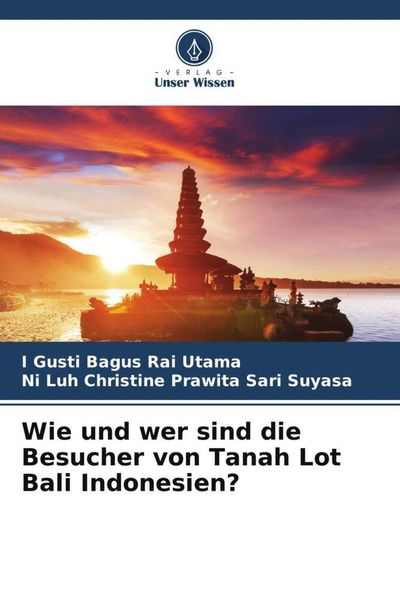 - VERLAG -
Unser Wissen
I Gusti Bagus Rai Utama
Ni Luh Christine Prawita Sari Suyasa
Wie und wer sind die
Besucher von Tanah Lot
Bali Indonesien?